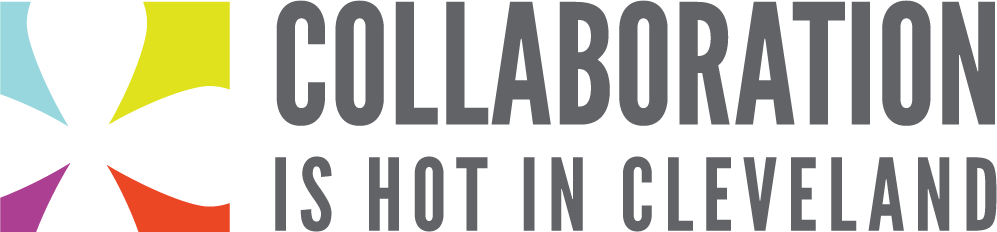 COLLABORATION
IS HOT IN CLEVELAND